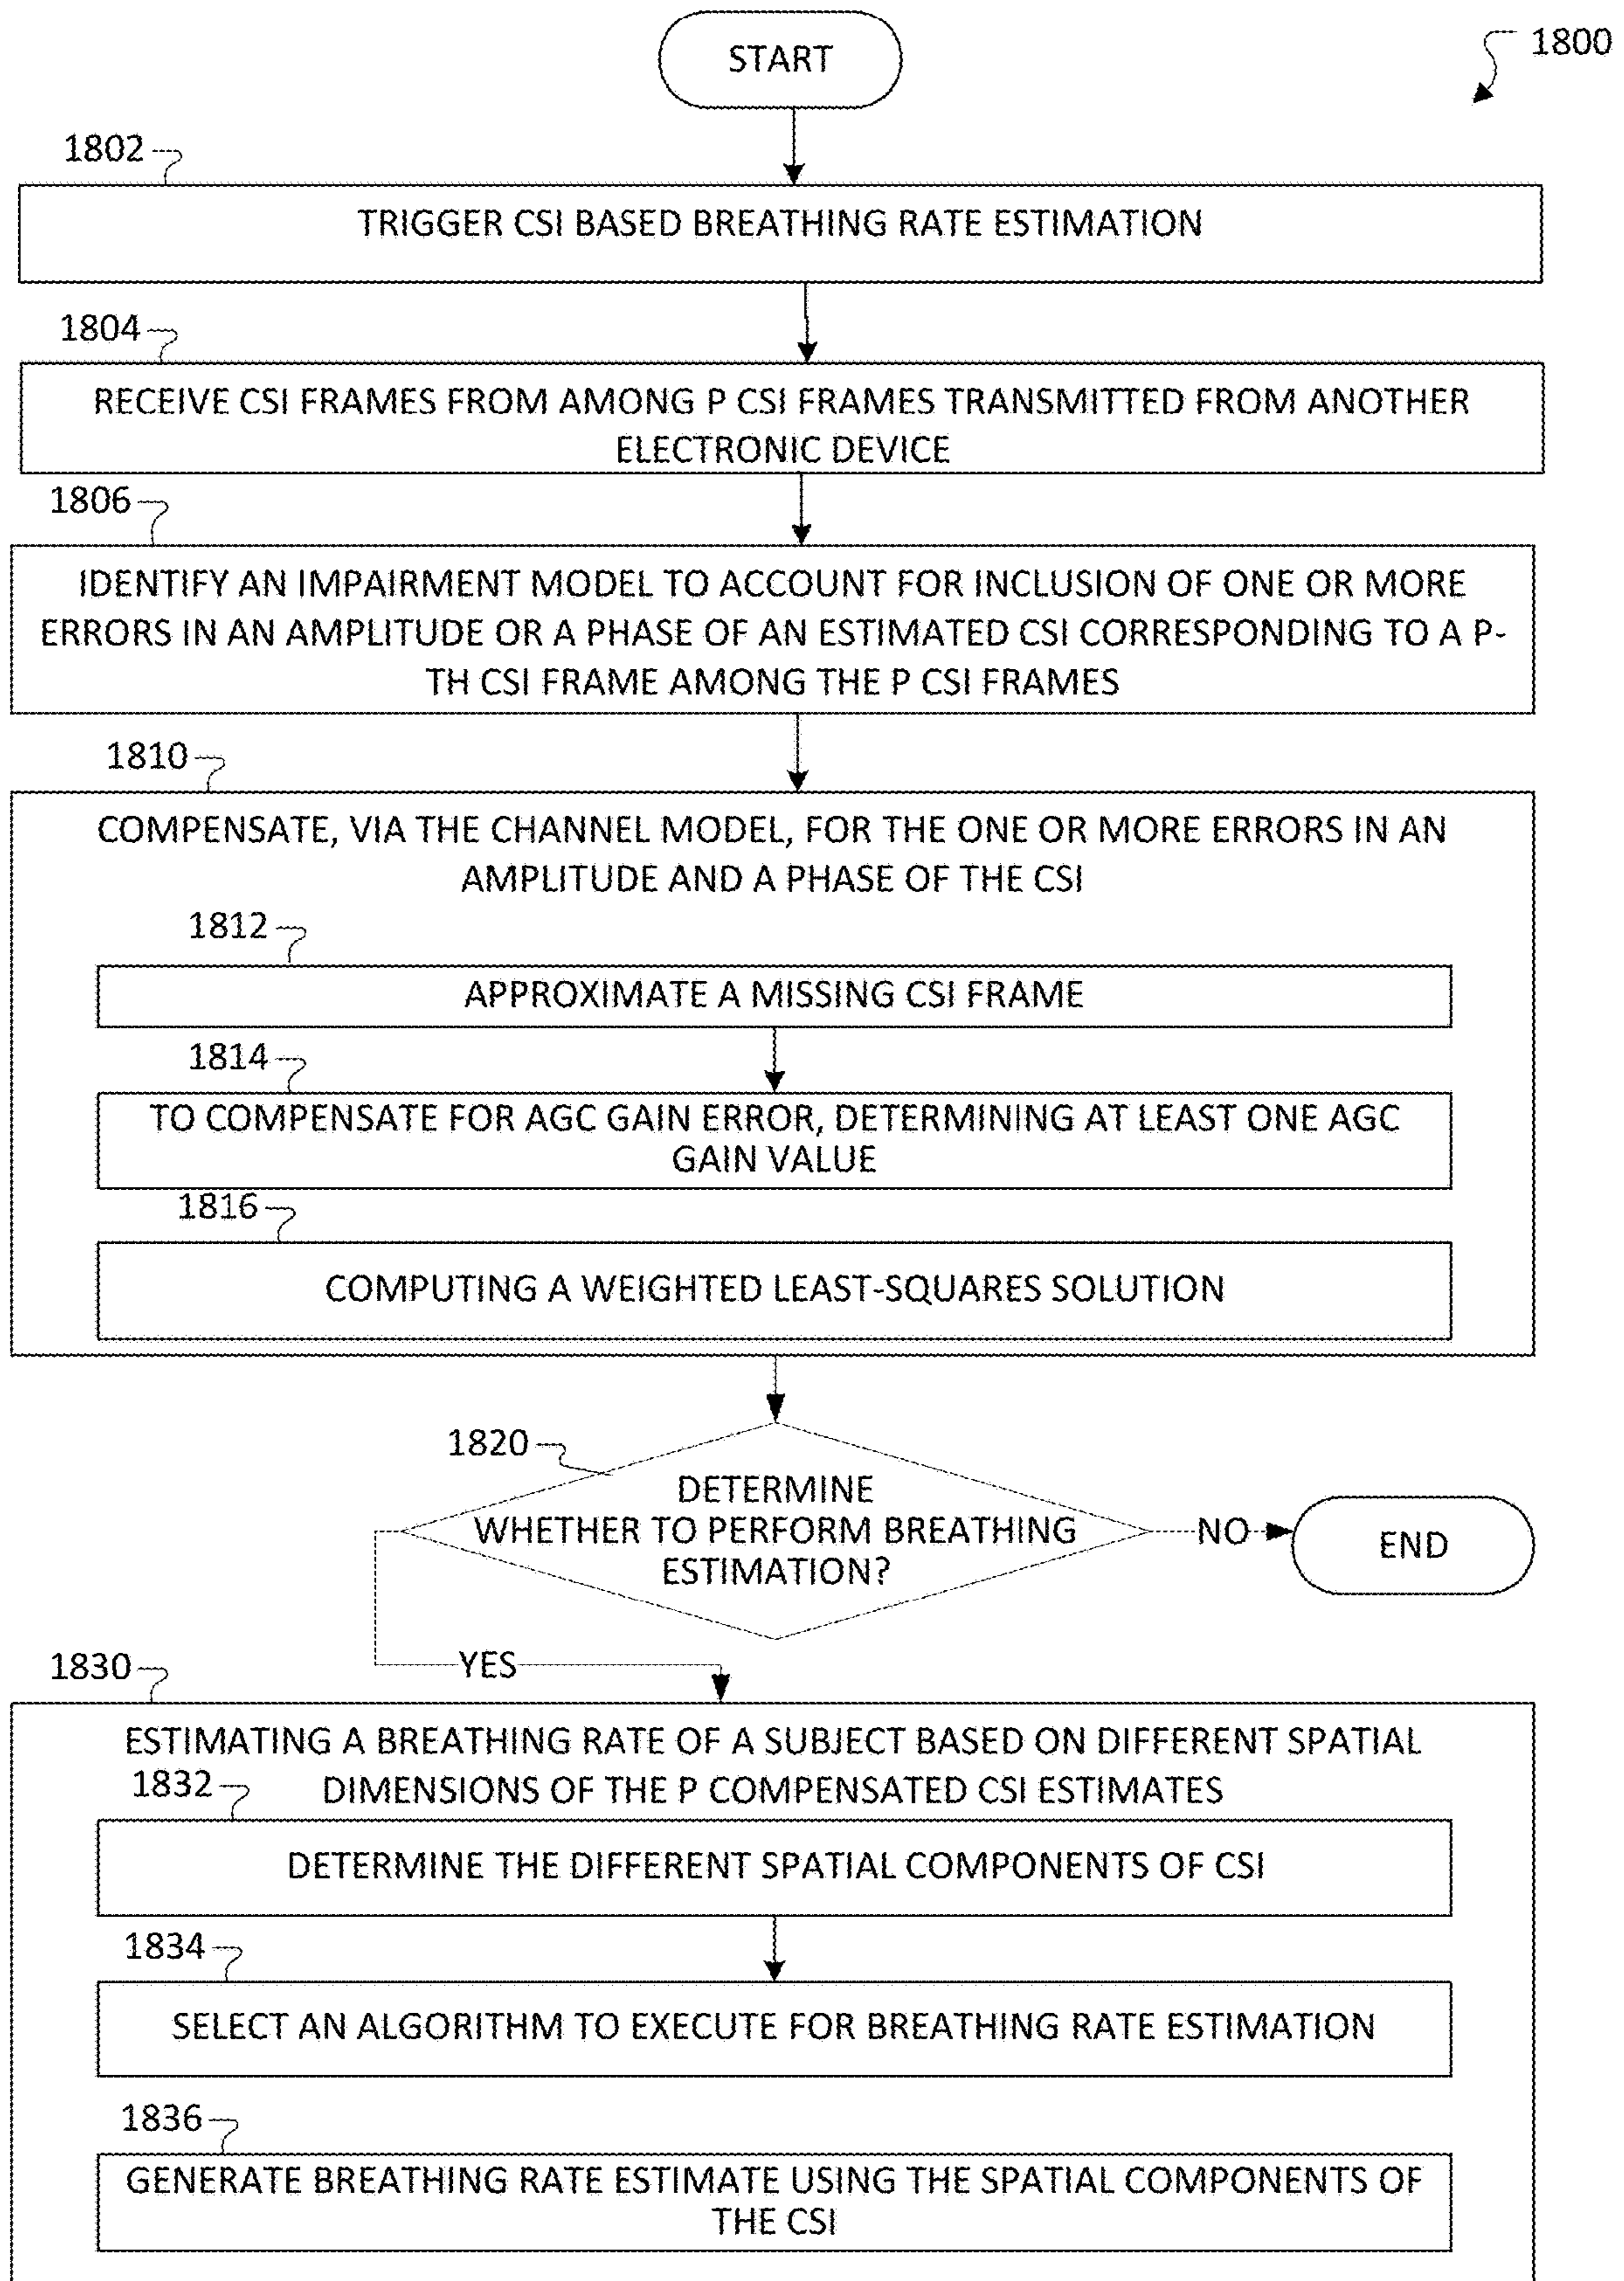 START
1800
1802
TRIGGER CSI BASED BREATHING RATE ESTIMATION
1804
RECEIVE CSI FRAMES FROM AMONG P CSI FRAMES TRANSMITTED FROM ANOTHER
ELECTRONIC DEVICE
1806
IDENTIFY AN IMPAIRMENT MODEL TO ACCOUNT FOR INCLUSION OF ONE OR MORE
ERRORS IN AN AMPLITUDE OR A PHASE OF AN ESTIMATED CSI CORRESPONDING TO A P-
TH CSI FRAME AMONG THE P CSI FRAMES
1810
COMPENSATE, VIA THE CHANNEL MODEL, FOR THE ONE OR MORE ERRORS IN AN
AMPLITUDE AND A PHASE OF THE CSI
1812
APPROXIMATE A MISSING CSI FRAME
1814
TO COMPENSATE FOR AGC GAIN ERROR, DETERMINING AT LEAST ONE AGC
GAIN VALUE
1816
COMPUTING A WEIGHTED LEAST-SQUARES SOLUTION
1820
DETERMINE
WHETHER TO PERFORM BREATHING
ESTIMATION?
NO
END
YES
1830
ESTIMATING A BREATHING RATE OF A SUBJECT BASED ON DIFFERENT SPATIAL
DIMENSIONS OF THE P COMPENSATED CSI ESTIMATES
1832
DETERMINE THE DIFFERENT SPATIAL COMPONENTS OF CSI
1834
SELECT AN ALGORITHM TO EXECUTE FOR BREATHING RATE ESTIMATION
1836
GENERATE BREATHING RATE ESTIMATE USING THE SPATIAL COMPONENTS OF
THE CSI